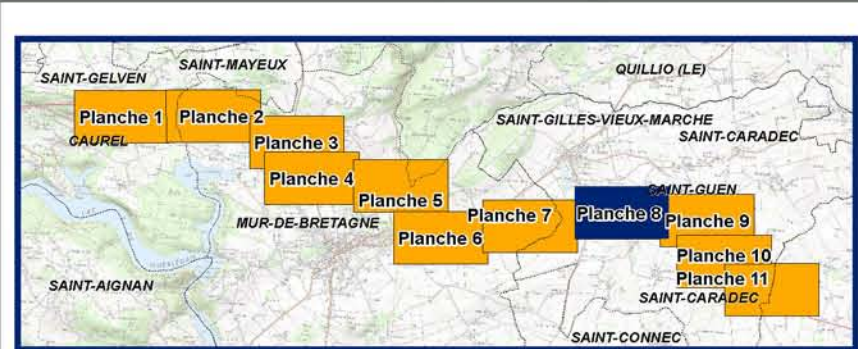 SAINT-GELVEN
SAINT-MAYEUX
QUILLIO (LE)
Planche 1
Planche 2
SAINT-GILLES-VIEUX-MARCHE
CAUREL
Planche 3
SAINT-CARADEC
Planche 4
Planche 5
SAINT-GUEN
MUR-DE-BRETAGNE
Planche 7
Planche 8
Planche 9
Planche 6
Planche 10
SAINT-AIGNAN
Planche 11
SAINT-CARADEC
SAINT-CONNEC